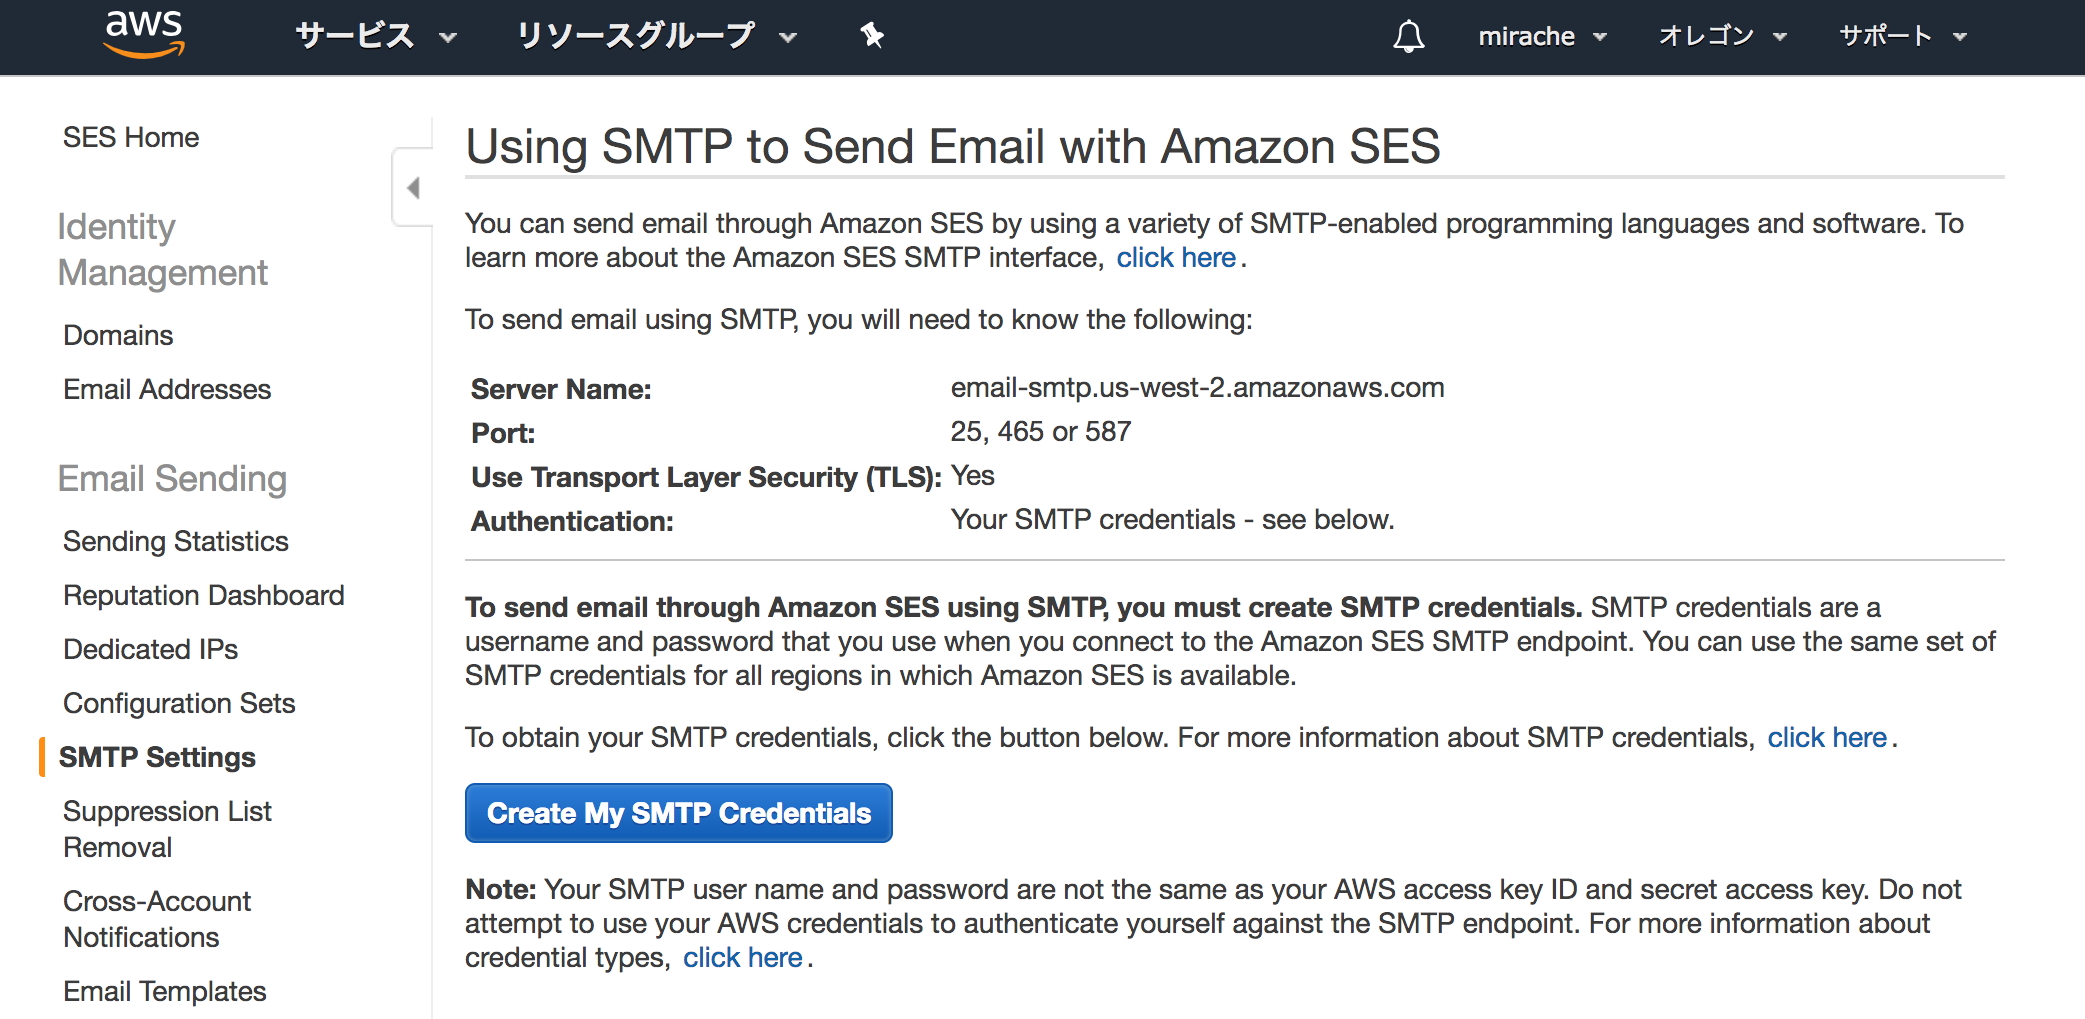 aws
サービス
リソースグループ
mirache
オレゴン
サポート
SES Home
Identity
Management
Domains
Email Addresses
Email Sending
Sending Statistics
Reputation Dashboard
Dedicated IPs
Configuration Sets
SMTP Settings
Suppression List
Removal
Cross-Account
Notifications
Email Templates
Using SMTP to Send Email with Amazon SES
You can send email through Amazon SES by using a variety of SMTP-enabled programming languages and software. To
learn more about the Amazon SES SMTP interface, click here.
To send email using SMTP, you will need to know the following:
Server Name: email-smtp.us-west-2.amazonaws.com
Port: 25, 465 or 587
Use Transport Layer Security (TLS): Yes
Authentication: Your SMTP credentials - see below.
To send email through Amazon SES using SMTP, you must create SMTP credentials. SMTP credentials are a
username and password that you use when you connect to the Amazon SES SMTP endpoint. You can use the same set of
SMTP credentials for all regions in which Amazon SES is available.
To obtain your SMTP credentials, click the button below. For more information about SMTP credentials, click here.
Create My SMTP Credentials
Note: Your SMTP user name and password are not the same as your AWS access key ID and secret access key. Do not
attempt to use your AWS credentials to authenticate yourself against the SMTP endpoint. For more information about
credential types, click here.